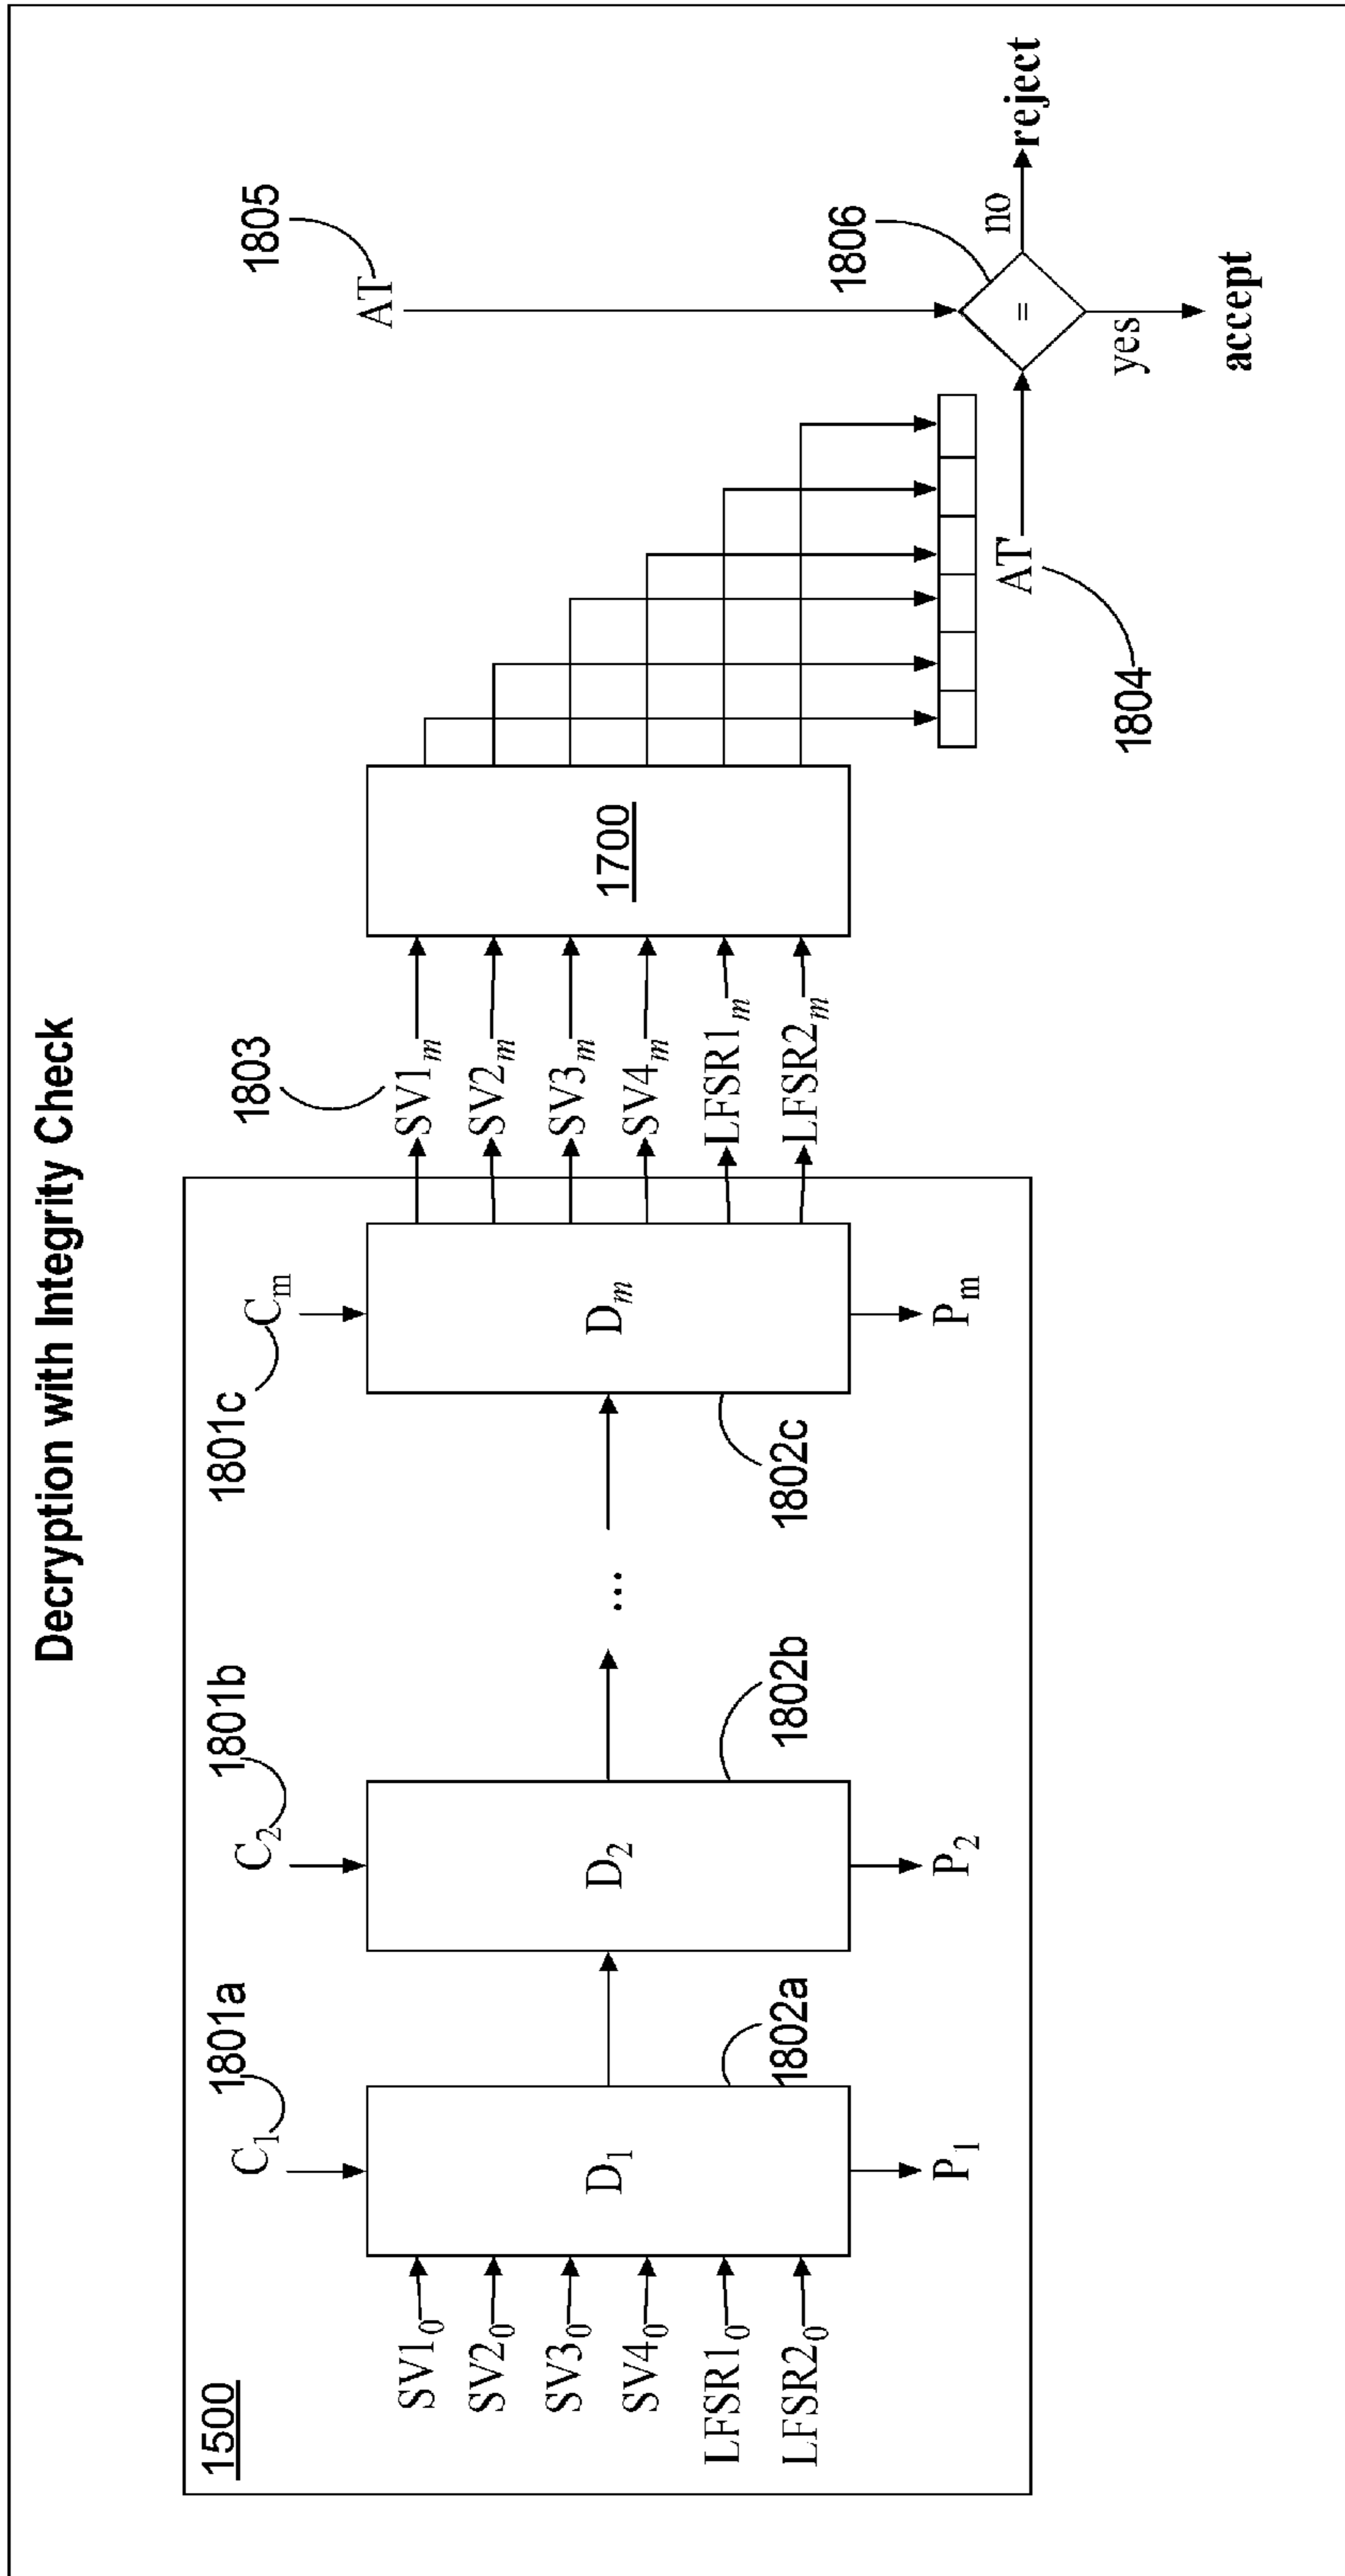 Decryption with Integrity Check
1500
1801a
1801b
1801c
C1
C2
Cm
SV10
SV20
SV30
SV40
LFSR10
LFSR20
D1
D2
...
Dm
1802a
1802b
1802c
P1
P2
Pm
1803
SV1m
SV2m
SV3m
SV4m
LFSR1m
LFSR2m
1700
1805
AT
1804
AT
1806
=
no
reject
yes
accept